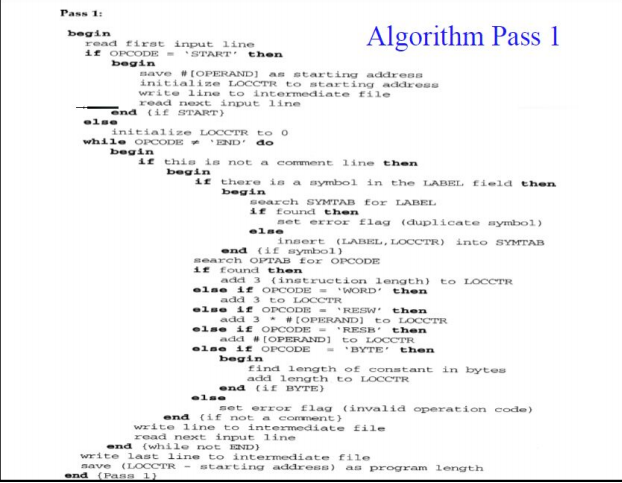 Pass 1:
Algorithm Pass 1
begin
read first input line
if OPCODE = 'START' then
begin
save #[OPERAND] as starting address
initialize LOCCTR to starting address
write line to intermediate file
read next input line
end {if START}
else
initialize LOCCTR to 0
while OPCODE ≠ 'END' do
begin
if this is not a comment line then
begin
if there is a symbol in the LABEL field then
begin
search SYMTAB for LABEL
if found then
set error flag (duplicate symbol)
else
insert (LABEL,LOCCTR) into SYMTAB
end {if symbol}
search OPTAB for OPCODE
if found then
add 3 {instruction length} to LOCCTR
else if OPCODE = 'WORD' then
add 3 to LOCCTR
else if OPCODE = 'RESW' then
add 3 * #[OPERAND] to LOCCTR
else if OPCODE = 'RESB' then
add #[OPERAND] to LOCCTR
else if OPCODE = 'BYTE' then
begin
find length of constant in bytes
add length to LOCCTR
end {if BYTE}
else
set error flag (invalid operation code)
end {if not a comment}
write line to intermediate file
read next input line
end {while not END}
write last line to intermediate file
save (LOCCTR - starting address) as program length
end {Pass 1}